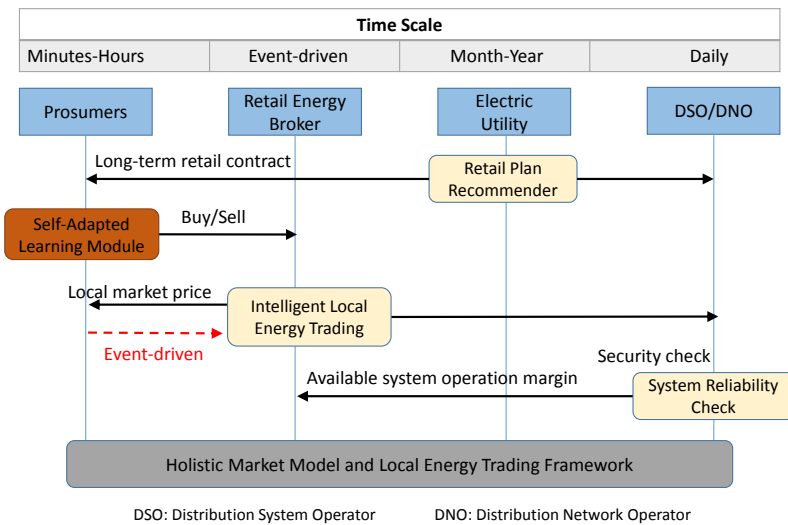 Time Scale
Minutes-Hours
Event-driven
Month-Year
Daily
Prosumers
Retail Energy
Broker
Electric
Utility
DSO/DNO
Long-term retail contract
Retail Plan
Recommender
Self-Adapted
Learning Module
Buy/Sell
Local market price
Intelligent Local
Energy Trading
Event-driven
Security check
Available system operation margin
System Reliability
Check
Holistic Market Model and Local Energy Trading Framework
DSO: Distribution System Operator
DNO: Distribution Network Operator